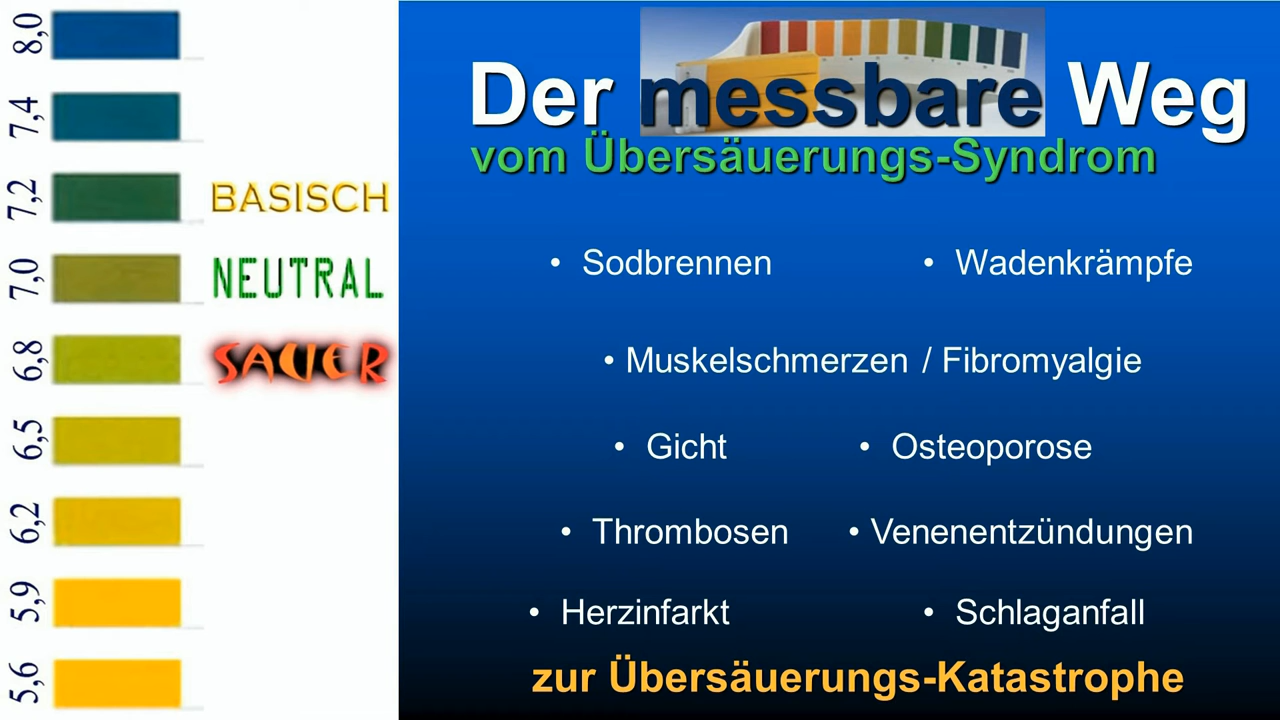 8,0
7,4
7,2 BASISCH
7,0 NEUTRAL
6,8 SAUER
6,5
6,2
5,9
5,6
Der messbare Weg
vom Übersäuerungs-Syndrom
• Sodbrennen • Wadenkrämpfe
• Muskelschmerzen / Fibromyalgie
• Gicht • Osteoporose
• Thrombosen • Venenentzündungen
• Herzinfarkt • Schlaganfall
zur Übersäuerungs-Katastrophe